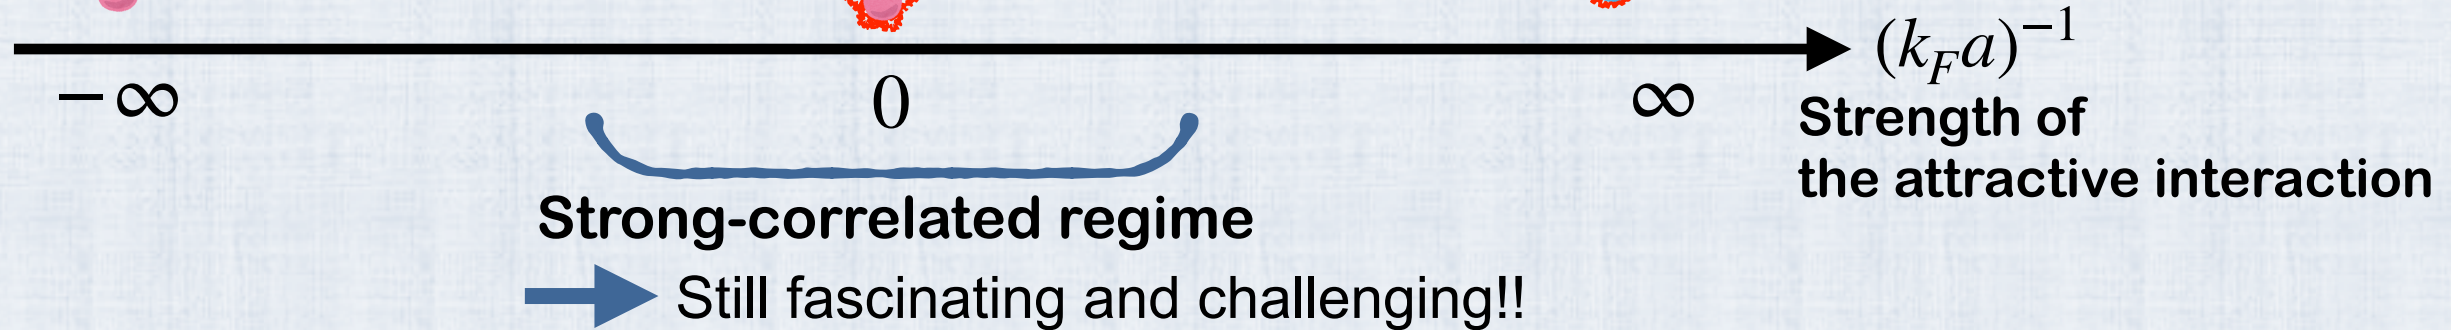 (k_F a)^{-1}
−∞ 0 ∞
Strength of
the attractive interaction
Strong-correlated regime
Still fascinating and challenging!!